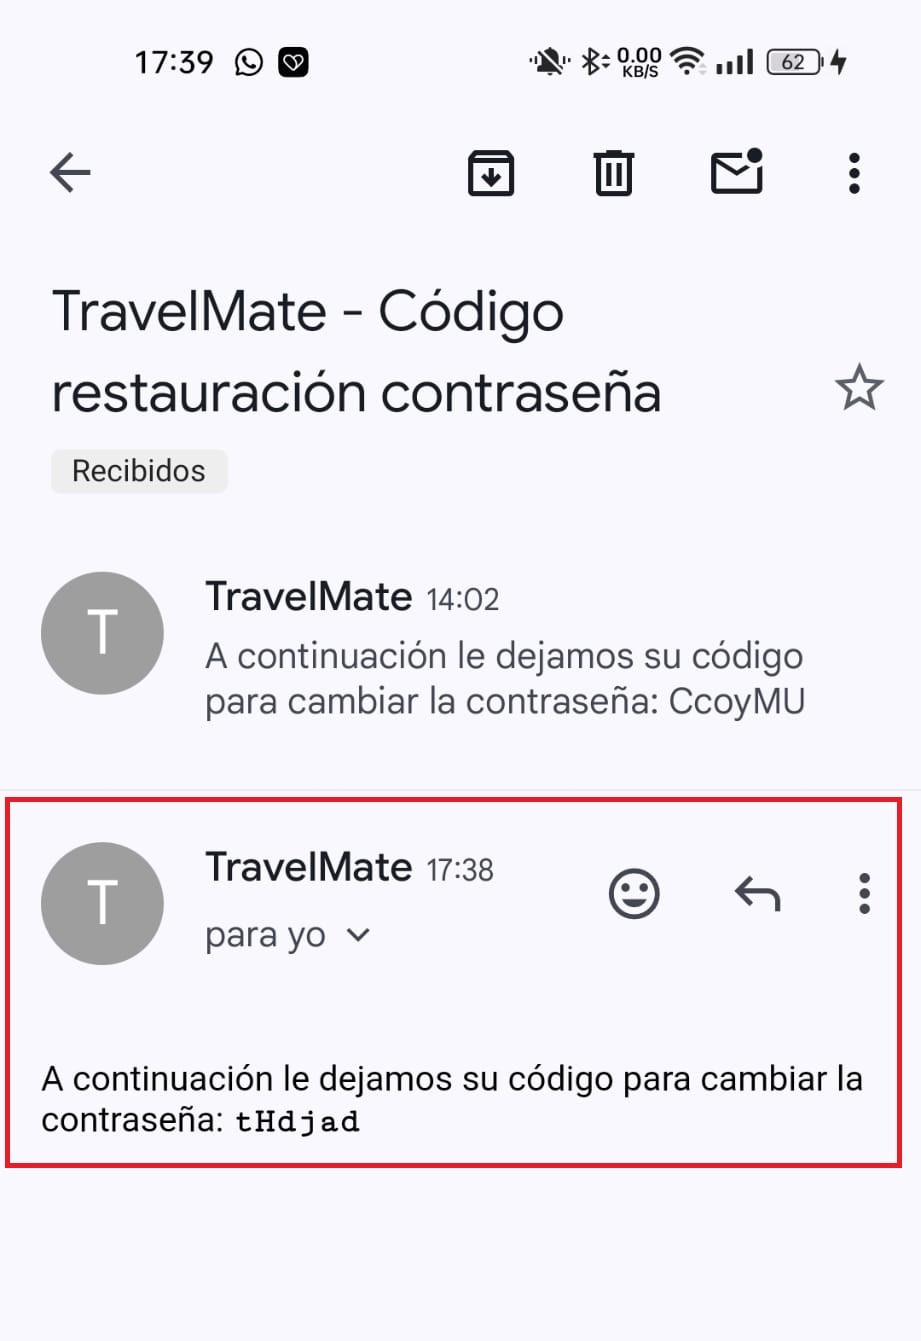 17:39 0.00 KB/S 62
TravelMate - Código
restauración contraseña
Recibidos
T
TravelMate 14:02
A continuación le dejamos su código
para cambiar la contraseña: CcoyMU
T
TravelMate 17:38
para yo
A continuación le dejamos su código para cambiar la
contraseña: tHdjad